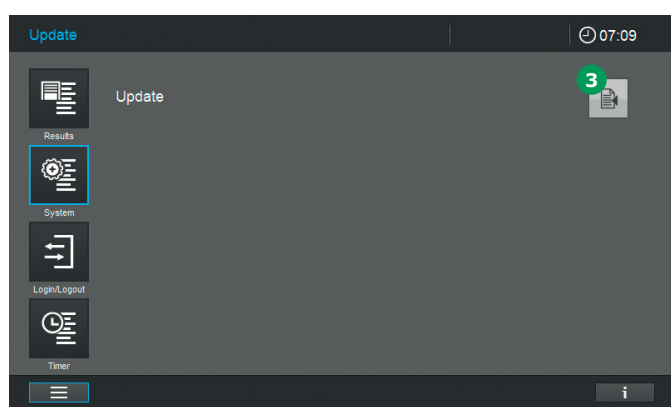 Update
07:09
3
Update
Results
System
Login/Logout
Timer
i